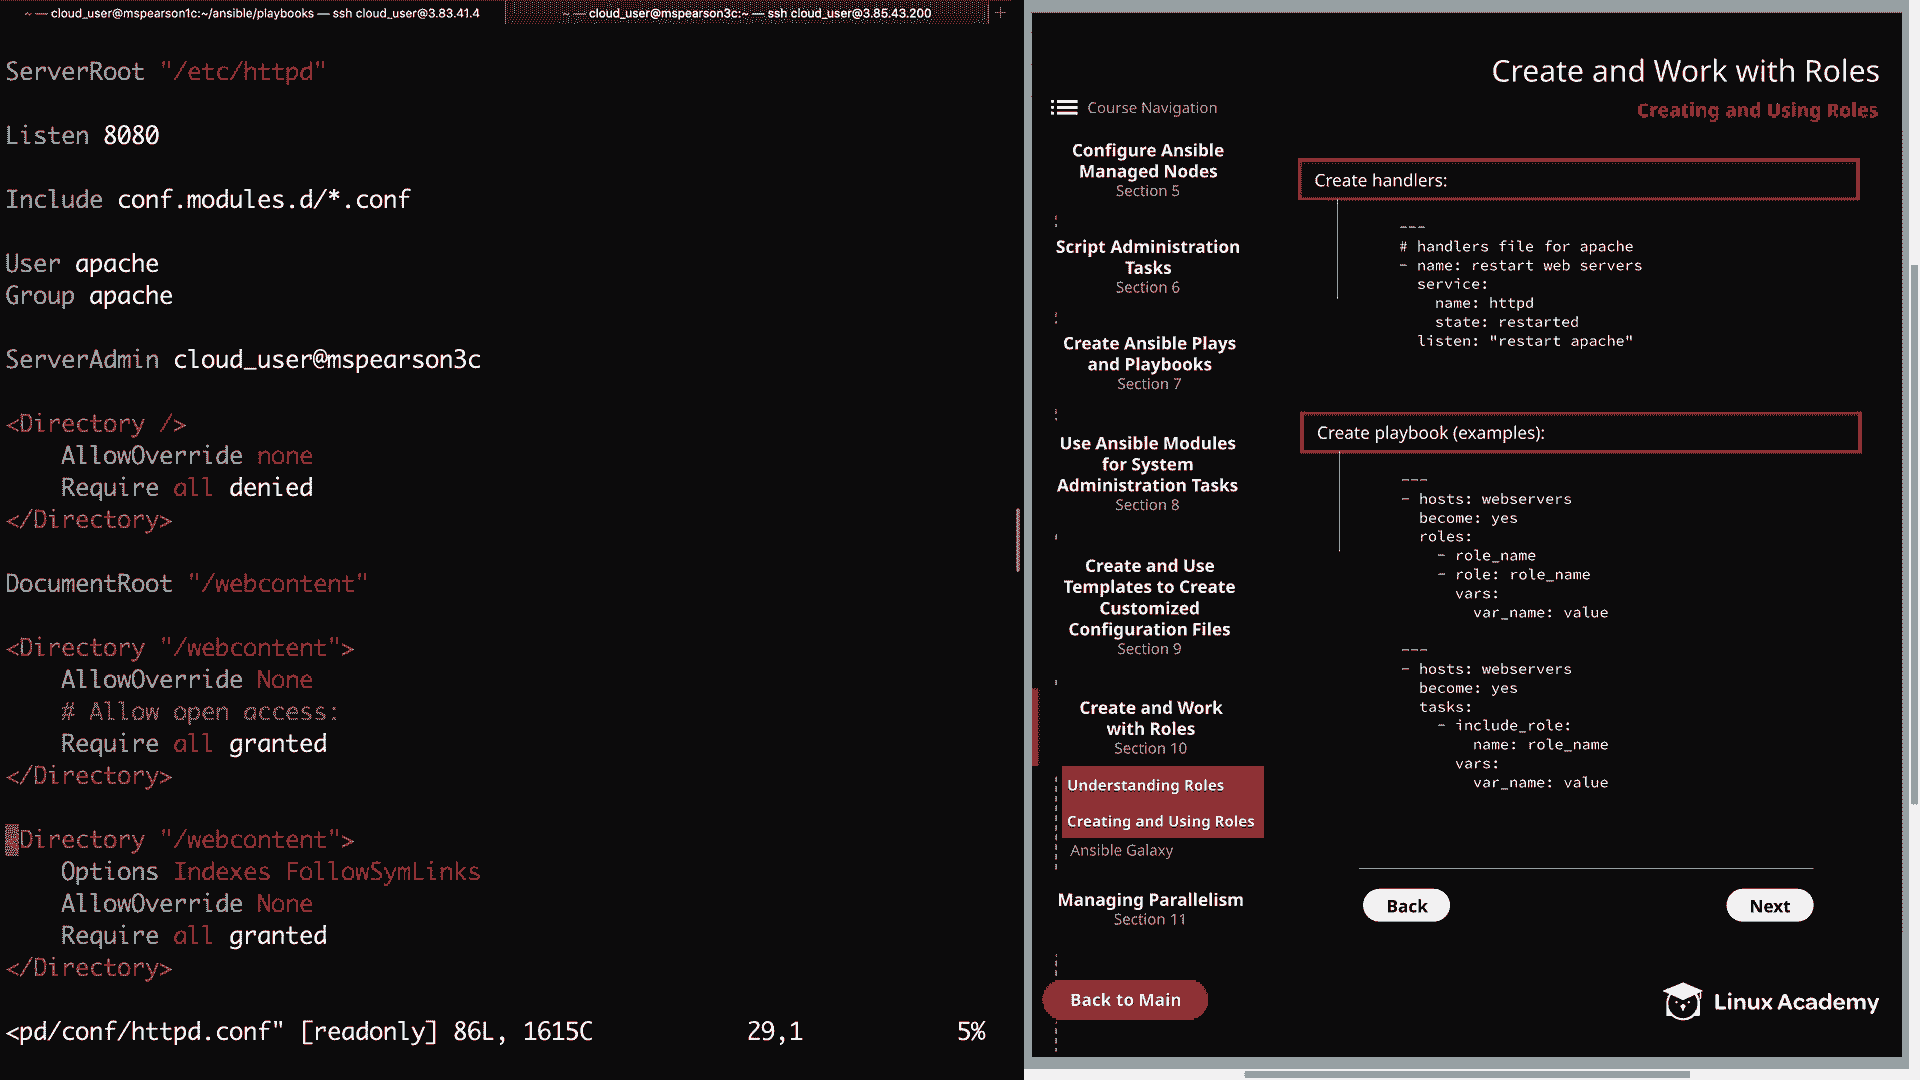 ~ — cloud_user@mspearson1c:~/ansible/playbooks — ssh cloud_user@3.83.41.4
~ — cloud_user@mspearson3c:~ — ssh cloud_user@3.85.43.200
+
ServerRoot "/etc/httpd"
Listen 8080
Include conf.modules.d/*.conf
User apache
Group apache
ServerAdmin cloud_user@mspearson3c
<Directory />
    AllowOverride none
    Require all denied
</Directory>
DocumentRoot "/webcontent"
<Directory "/webcontent">
    AllowOverride None
    # Allow open access:
    Require all granted
</Directory>
<Directory "/webcontent">
    Options Indexes FollowSymLinks
    AllowOverride None
    Require all granted
</Directory>
<pd/conf/httpd.conf" [readonly] 86L, 1615C 29,1 5%
Create and Work with Roles
Creating and Using Roles
Course Navigation
Configure Ansible
Managed Nodes
Section 5
Script Administration
Tasks
Section 6
Create Ansible Plays
and Playbooks
Section 7
Use Ansible Modules
for System
Administration Tasks
Section 8
Create and Use
Templates to Create
Customized
Configuration Files
Section 9
Create and Work
with Roles
Section 10
Understanding Roles
Creating and Using Roles
Ansible Galaxy
Managing Parallelism
Section 11
Back to Main
Create handlers:
---
# handlers file for apache
- name: restart web servers
  service:
    name: httpd
    state: restarted
  listen: "restart apache"
Create playbook (examples):
---
- hosts: webservers
  become: yes
  roles:
    - role_name
    - role: role_name
      vars:
        var_name: value
---
- hosts: webservers
  become: yes
  tasks:
    - include_role:
        name: role_name
      vars:
        var_name: value
Back
Next
Linux Academy